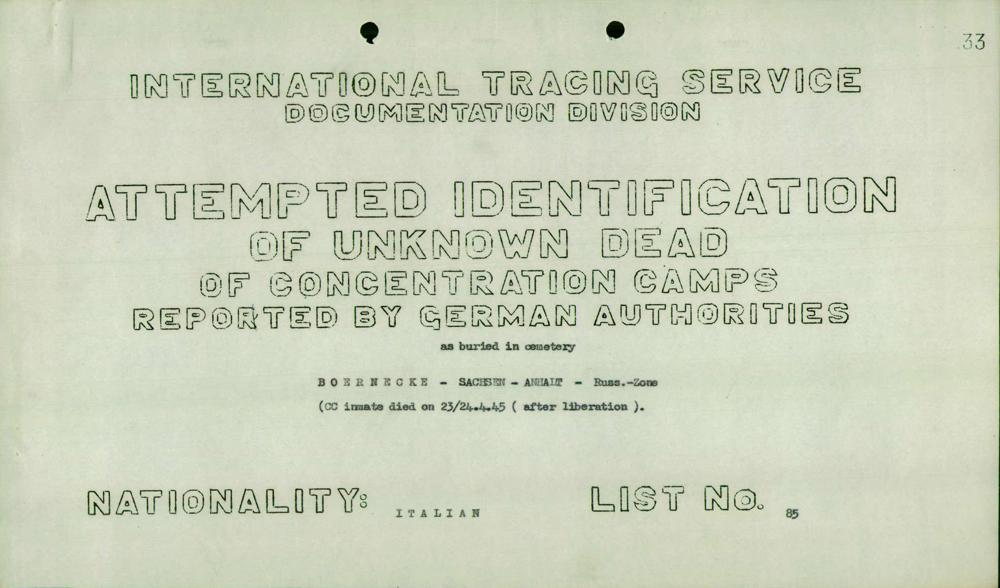 33
INTERNATIONAL TRACING SERVICE
DOCUMENTATION DIVISION
ATTEMPTED IDENTIFICATION
OF UNKNOWN DEAD
OF CONCENTRATION CAMPS
REPORTED BY GERMAN AUTHORITIES
as buried in cemetery
BOERNECKE - SACHSEN - ANHALT - Russ.-Zone
(CC inmate died on 23/24.4.45 ( after liberation ).
NATIONALITY: ITALIAN LIST No. 85